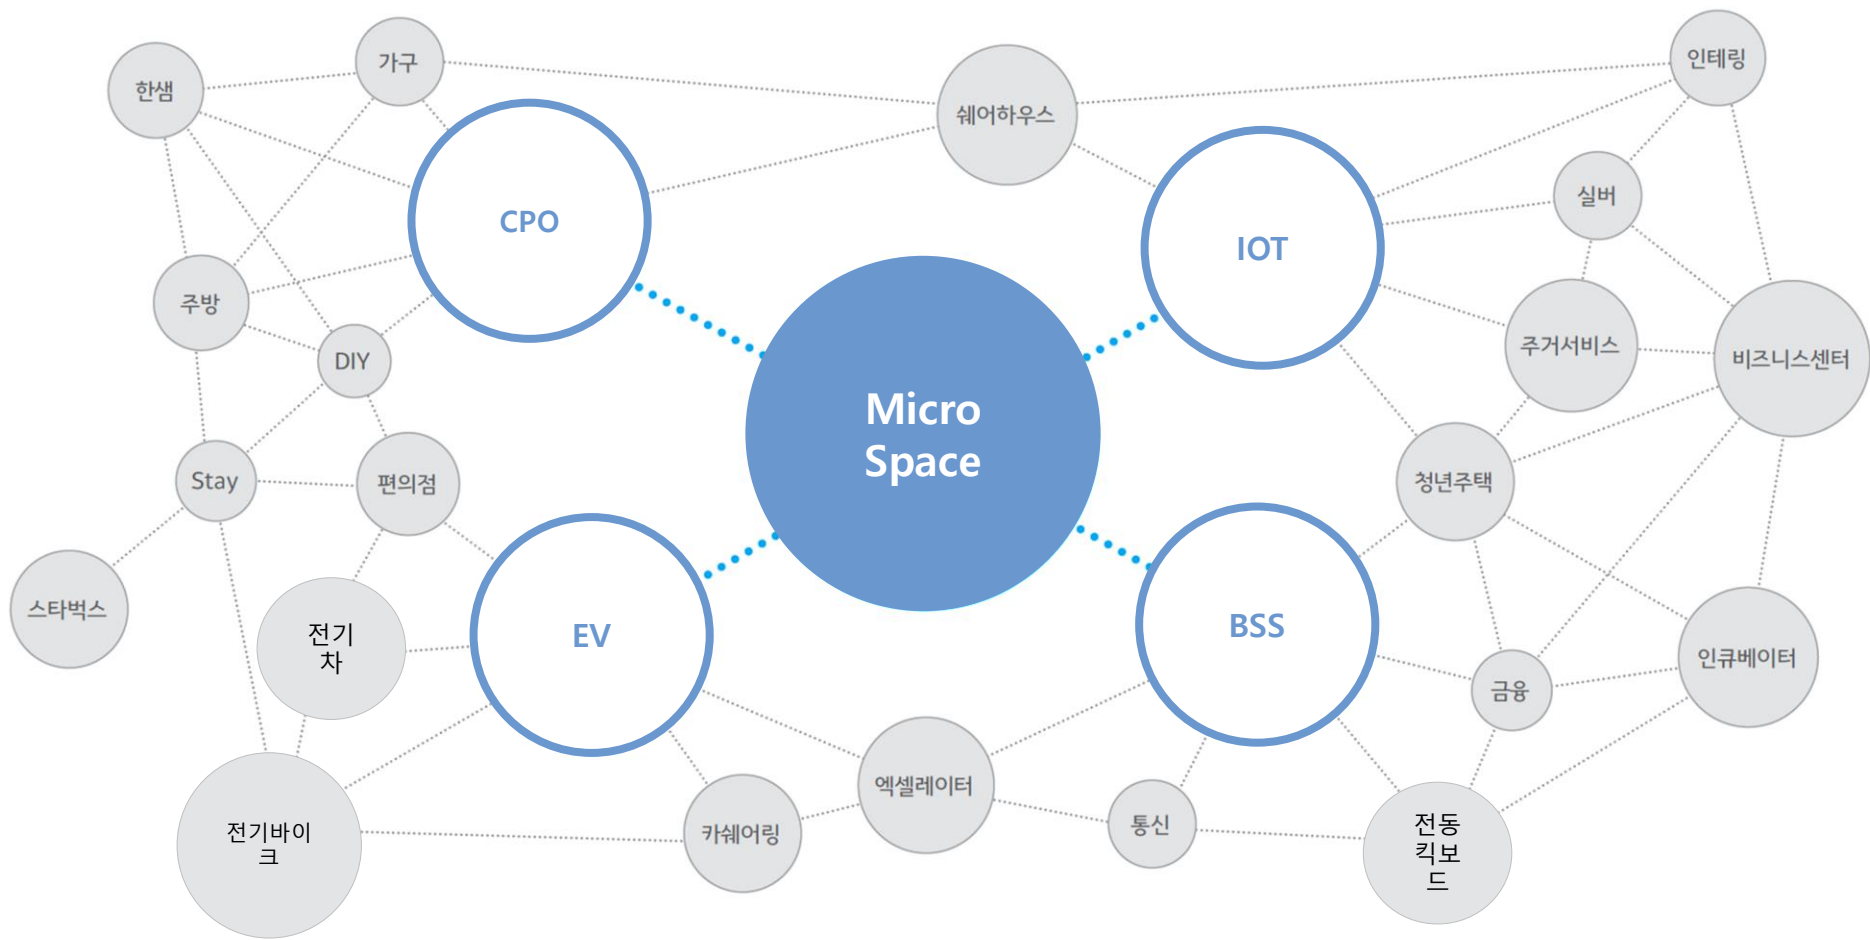 가구
한샘
인테링
쉐어하우스
실버
CPO
IOT
주방
주거서비스
비즈니스센터
DIY
Micro
Space
Stay
편의점
청년주택
스타벅스
전기
차
EV
BSS
인큐베이터
금융
엑셀레이터
통신
카쉐어링
전기바이
크
전동
킥보
드